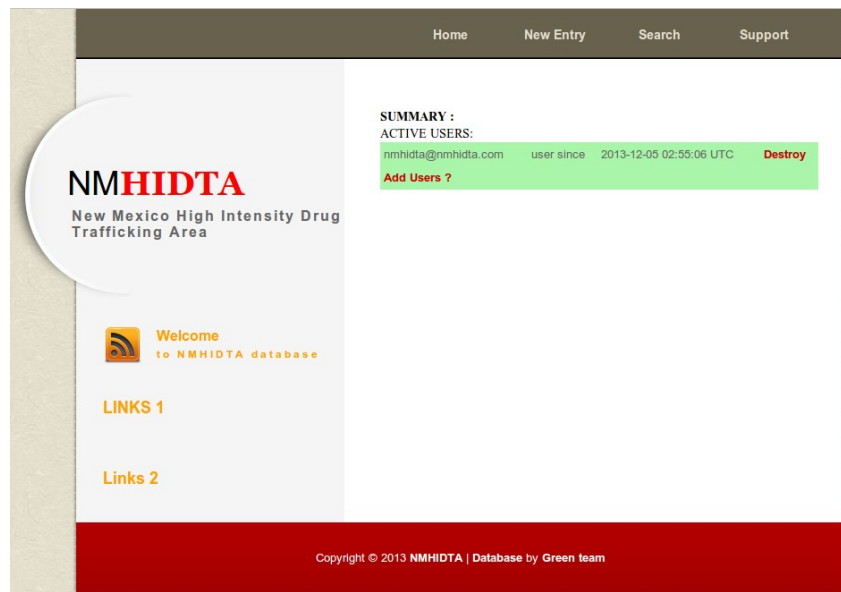 Home New Entry Search Support
SUMMARY :
ACTIVE USERS:
nmhidta@nmhidta.com user since 2013-12-05 02:55:06 UTC Destroy
Add Users ?
NMHIDTA
New Mexico High Intensity Drug
Trafficking Area
Welcome
to NMHIDTA database
LINKS 1
Links 2
Copyright © 2013 NMHIDTA | Database by Green team